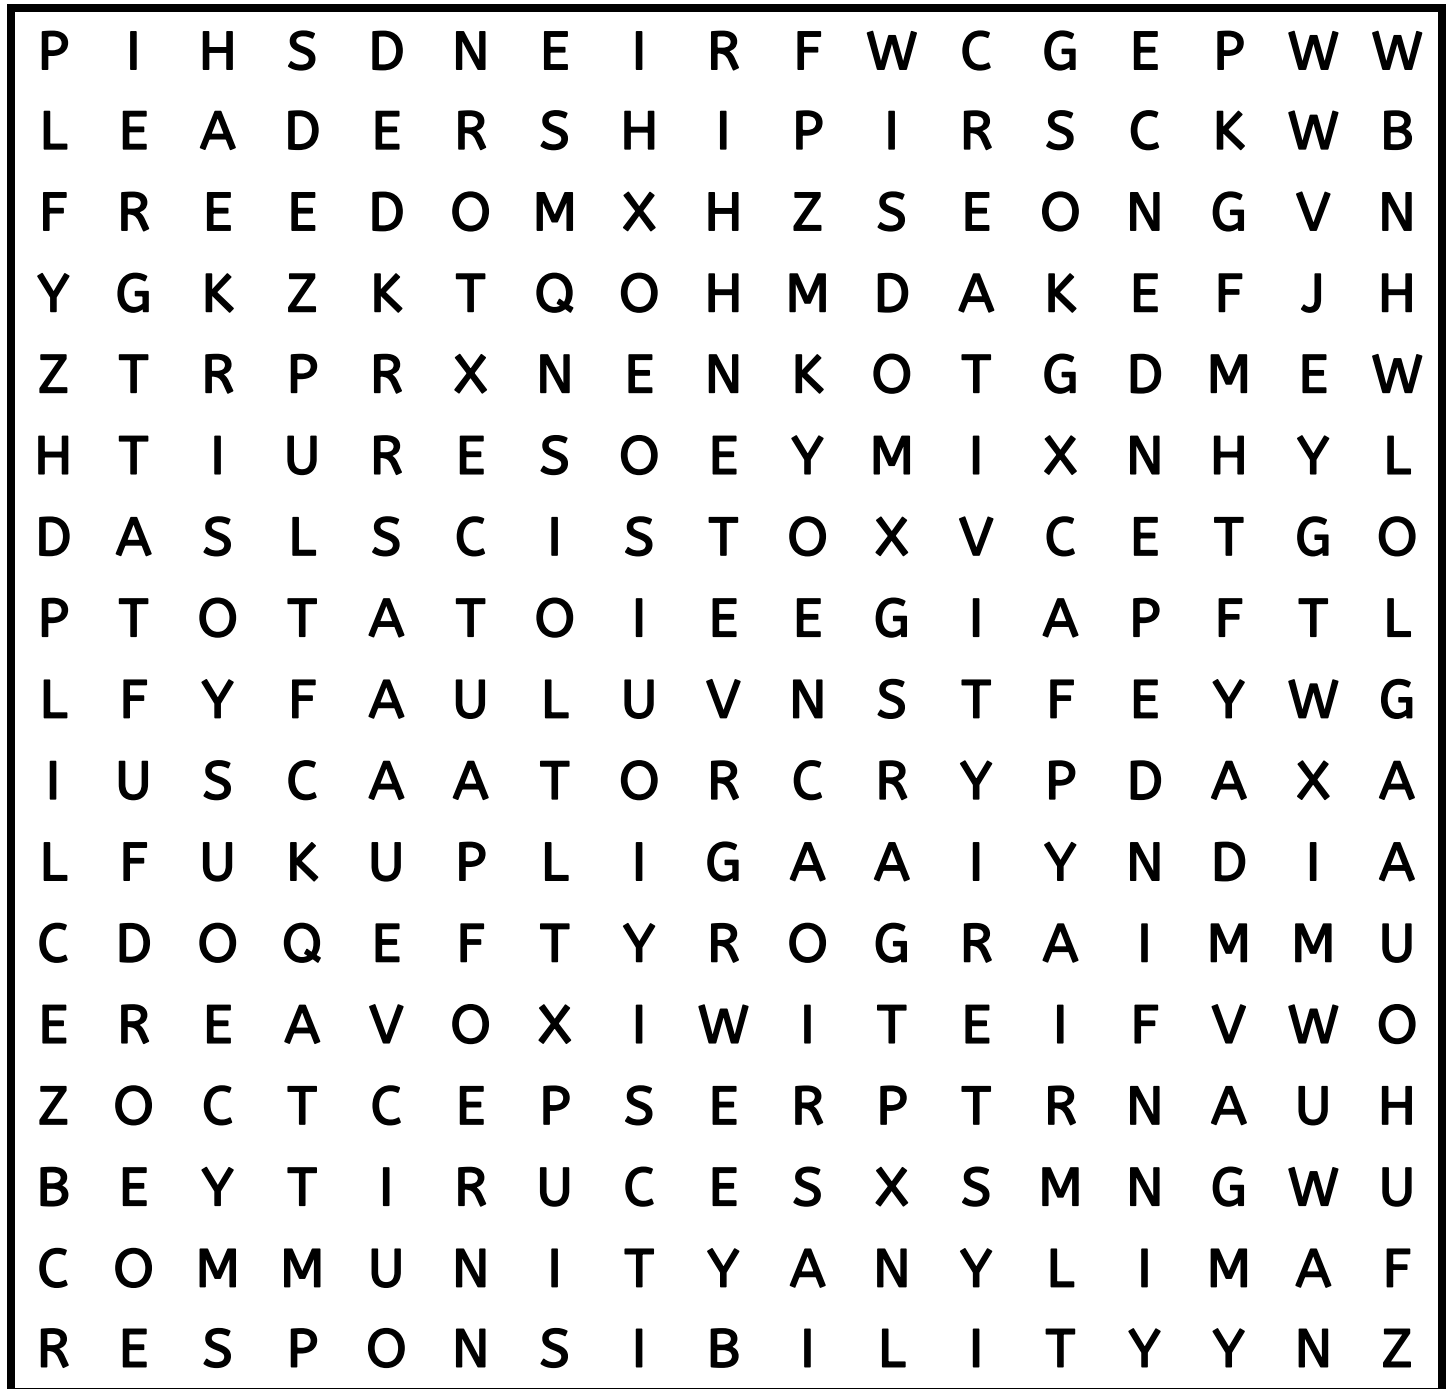 P I H S D N E I R F W C G E P W W
L E A D E R S H I P I R S C K W B
F R E E D O M X H Z S E O N G V N
Y G K Z K T Q O H M D A K E F J H
Z T R P R X N E N K O T G D M E W
H T I U R E S O E Y M I X N H Y L
D A S L S C I S T O X V C E T G O
P T O T A T O I E E G I A P F T L
L F Y F A U L U V N S T F E Y W G
I U S C A A T O R C R Y P D A X A
L F U K U P L I G A A I Y N D I A
C D O Q E F T Y R O G R A I M M U
E R E A V O X I W I T E I F V W O
Z O C T C E P S E R P T R N A U H
B E Y T I R U C E S X S M N G W U
C O M M U N I T Y A N Y L I M A F
R E S P O N S I B I L I T Y Y N Z